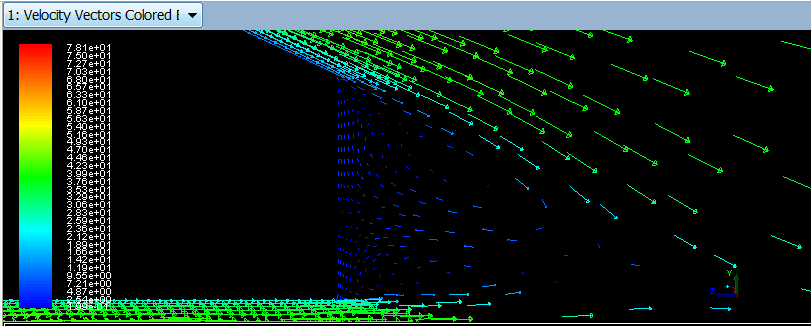 1: Velocity Vectors Colored
7.81e+01
7.50e+01
7.27e+01
7.03e+01
6.80e+01
6.57e+01
6.33e+01
6.10e+01
5.87e+01
5.63e+01
5.40e+01
5.16e+01
4.93e+01
4.70e+01
4.46e+01
4.23e+01
3.99e+01
3.76e+01
3.53e+01
3.29e+01
3.06e+01
2.83e+01
2.59e+01
2.36e+01
2.12e+01
1.89e+01
1.66e+01
1.42e+01
1.19e+01
9.55e+00
7.21e+00
4.87e+00
2.54e+00
Y
Z